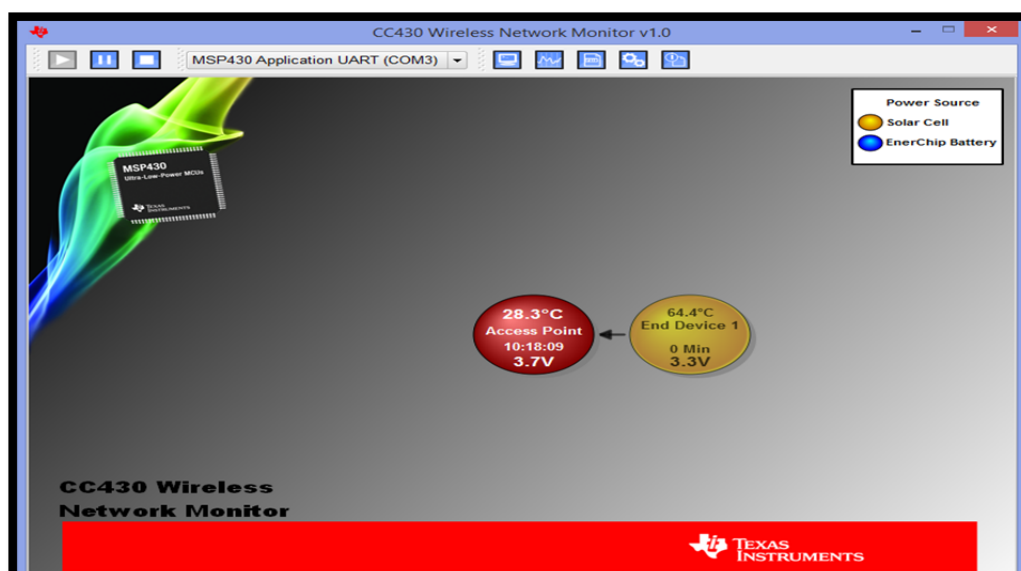 CC430 Wireless Network Monitor v1.0
MSP430 Application UART (COM3)
Power Source
Solar Cell
EnerChip Battery
MSP430
Ultra-Low-Power MCUs
TEXAS
INSTRUMENTS
28.3°C
Access Point
10:18:09
3.7V
64.4°C
End Device 1
0 Min
3.3V
CC430 Wireless
Network Monitor
TEXAS
INSTRUMENTS